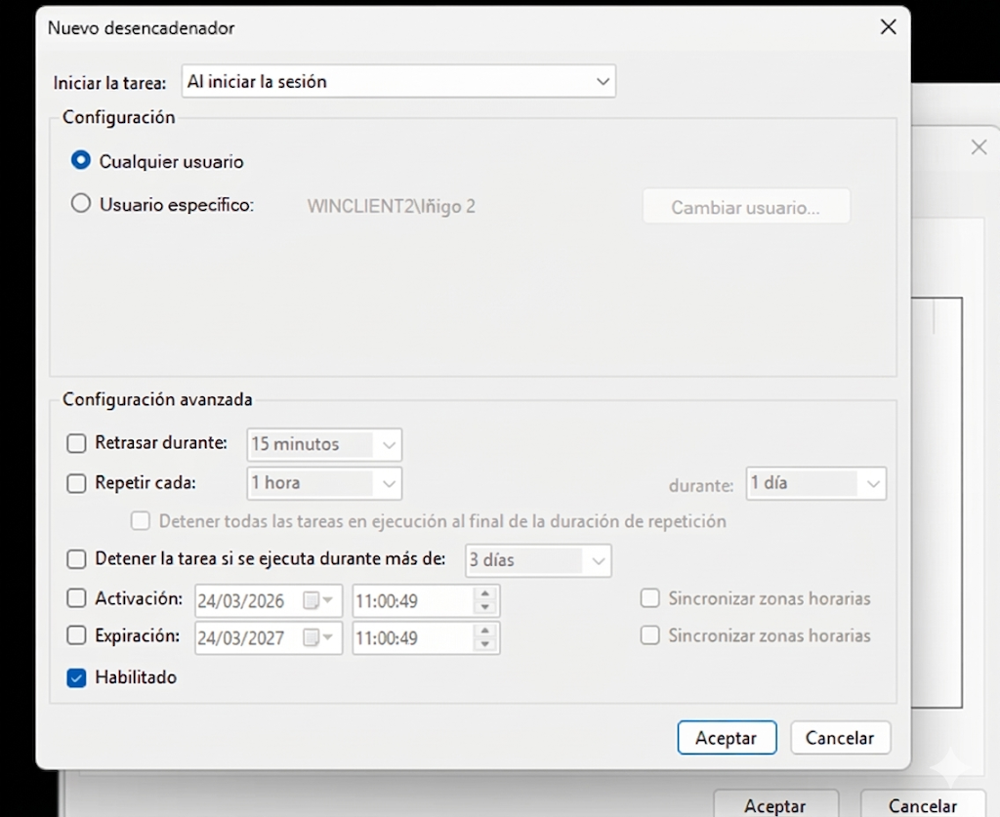 Nuevo desencadenador
Iniciar la tarea: Al iniciar la sesión
Configuración
Cualquier usuario
Usuario específico: WINCLIENT2\Iñigo 2 Cambiar usuario...
Configuración avanzada
Retrasar durante: 15 minutos
Repetir cada: 1 hora durante: 1 día
Detener todas las tareas en ejecución al final de la duración de repetición
Detener la tarea si se ejecuta durante más de: 3 días
Activación: 24/03/2026 11:00:49 Sincronizar zonas horarias
Expiración: 24/03/2027 11:00:49 Sincronizar zonas horarias
Habilitado
Aceptar Cancelar
Aceptar Cancelar